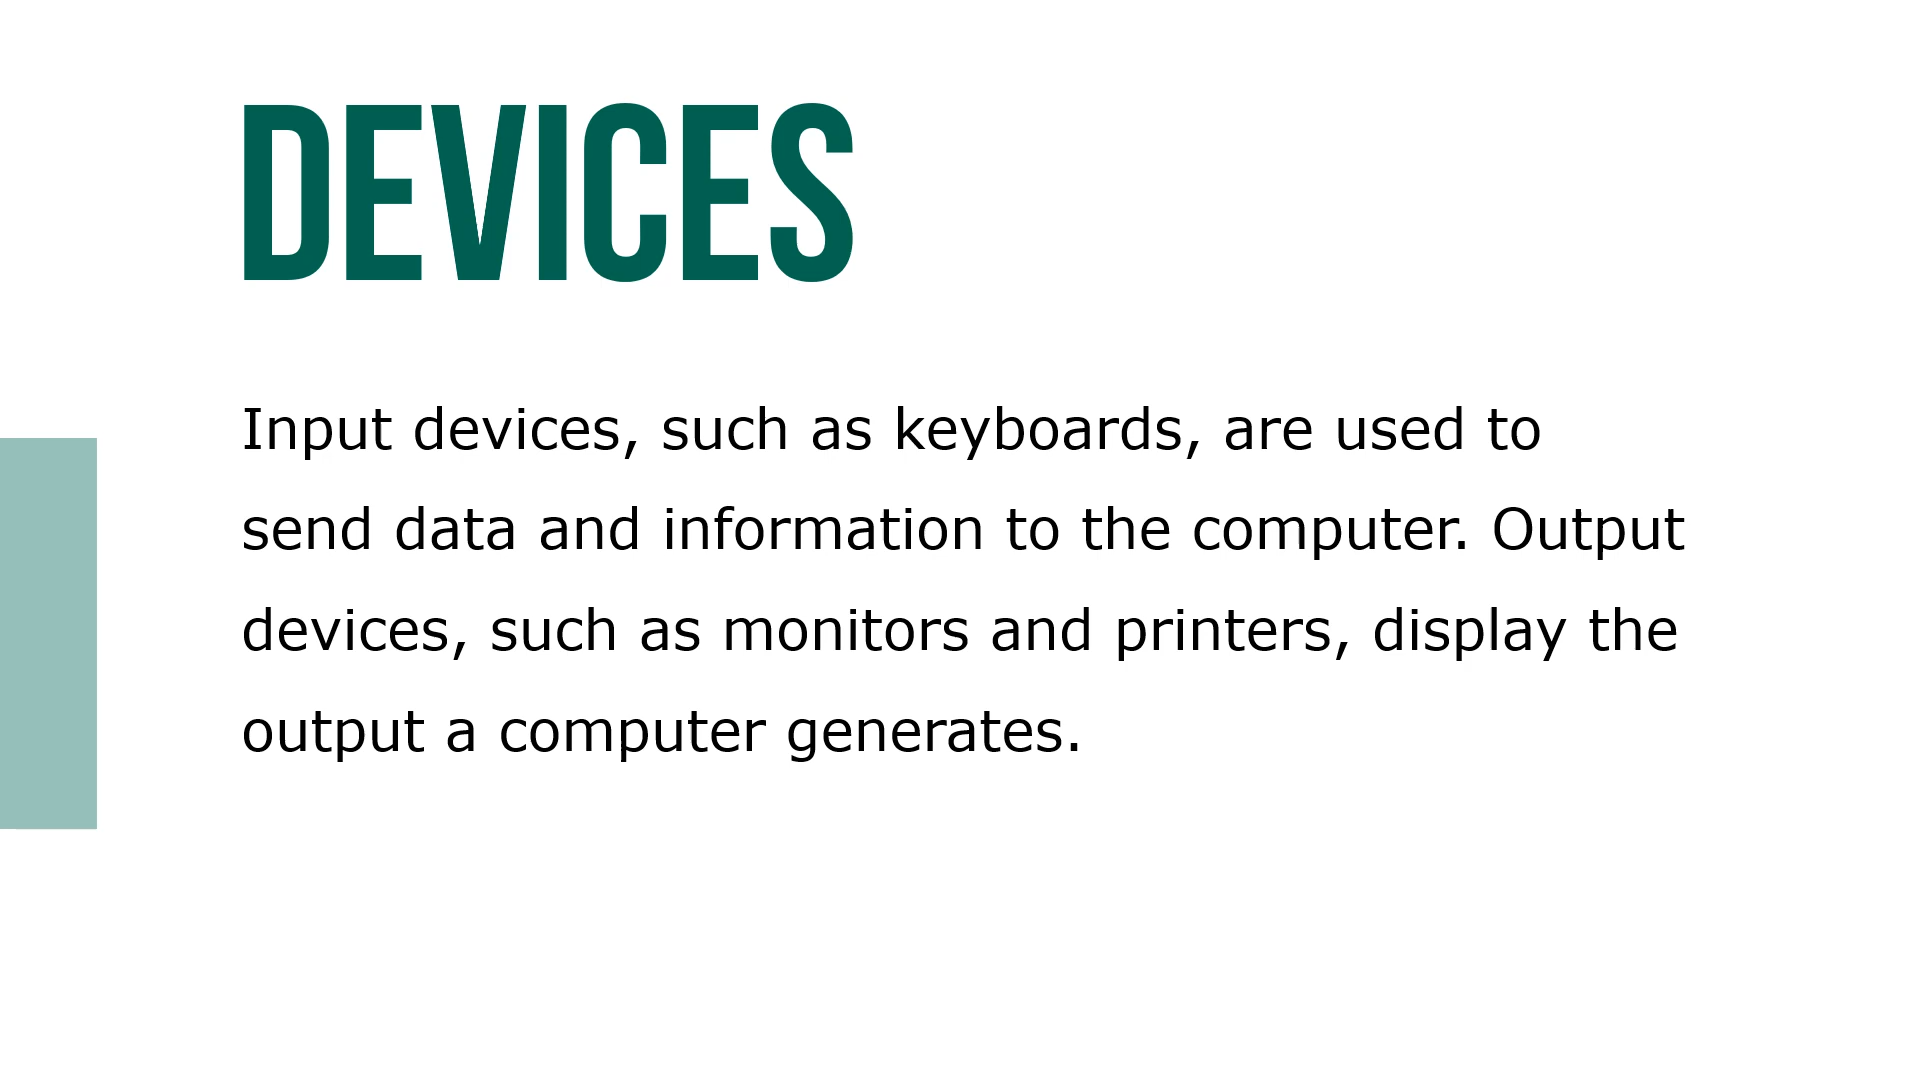 DEVICES
Input devices, such as keyboards, are used to
send data and information to the computer. Output
devices, such as monitors and printers, display the
output a computer generates.